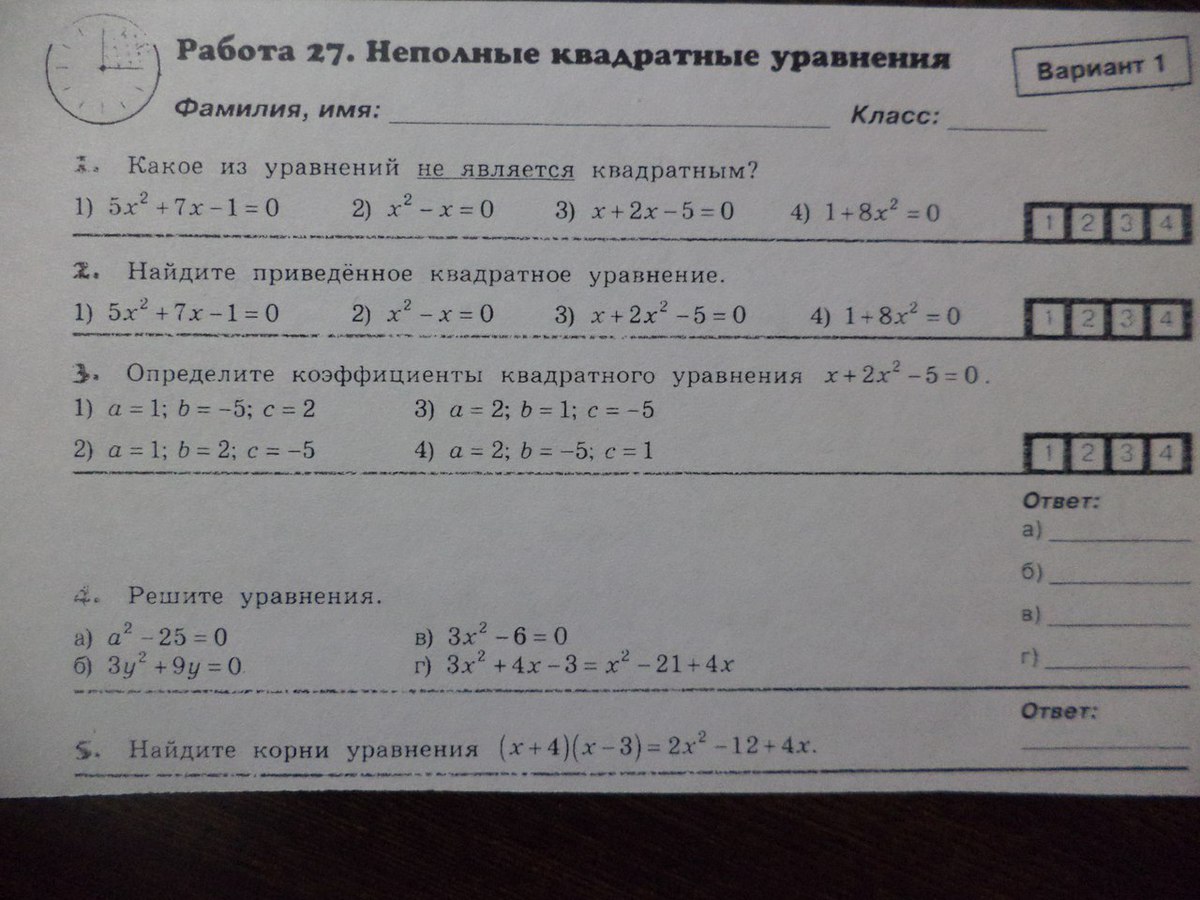 Работа 27. Неполные квадратные уравнения
Вариант 1
Фамилия, имя: ____ Класс: ____
1. Какое из уравнений не является квадратным?
1) 5x² + 7x − 1 = 0 2) x² − x = 0 3) x + 2x − 5 = 0 4) 1 + 8x² = 0
1 2 3 4
2. Найдите приведённое квадратное уравнение.
1) 5x² + 7x − 1 = 0 2) x² − x = 0 3) x + 2x² − 5 = 0 4) 1 + 8x² = 0
1 2 3 4
3. Определите коэффициенты квадратного уравнения x + 2x² − 5 = 0.
1) a = 1; b = −5; c = 2 3) a = 2; b = 1; c = −5
2) a = 1; b = 2; c = −5 4) a = 2; b = −5; c = 1
1 2 3 4
Ответ:
а) ____
б) ____
в) ____
г) ____
4. Решите уравнения.
а) a² − 25 = 0 в) 3x² − 6 = 0
б) 3y² + 9y = 0 г) 3x² + 4x − 3 = x² − 21 + 4x
Ответ:
5. Найдите корни уравнения (x + 4)(x − 3) = 2x² − 12 + 4x.